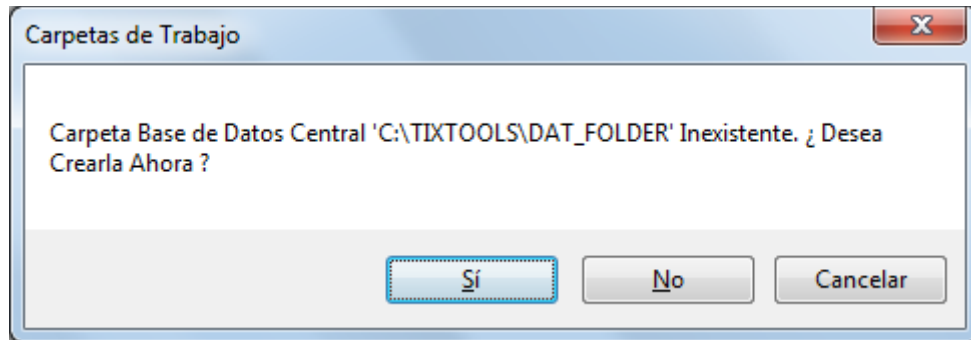 Carpetas de Trabajo
Carpeta Base de Datos Central 'C:\TIXTOOLS\DAT_FOLDER' Inexistente. ¿ Desea
Crearla Ahora ?
Sí No Cancelar